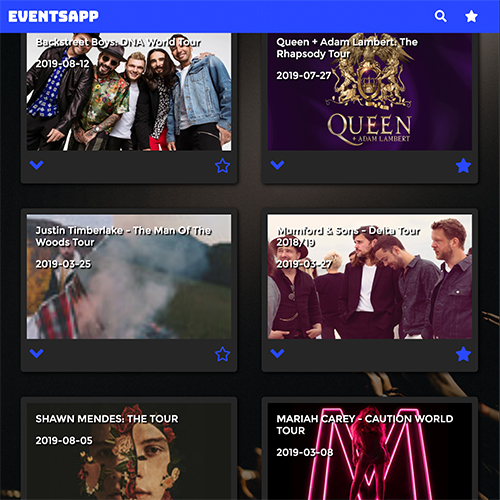 EVENTSAPP
Backstreet Boys: DNA World Tour
2019-08-12
Queen + Adam Lambert: The
Rhapsody Tour
2019-07-27
QUEEN
+ ADAM LAMBERT
Justin Timberlake - The Man Of The
Woods Tour
2019-03-25
Mumford & Sons - Delta Tour
2018/19
2019-03-27
SHAWN MENDES: THE TOUR
2019-08-05
MARIAH CAREY - CAUTION WORLD
TOUR
2019-03-08